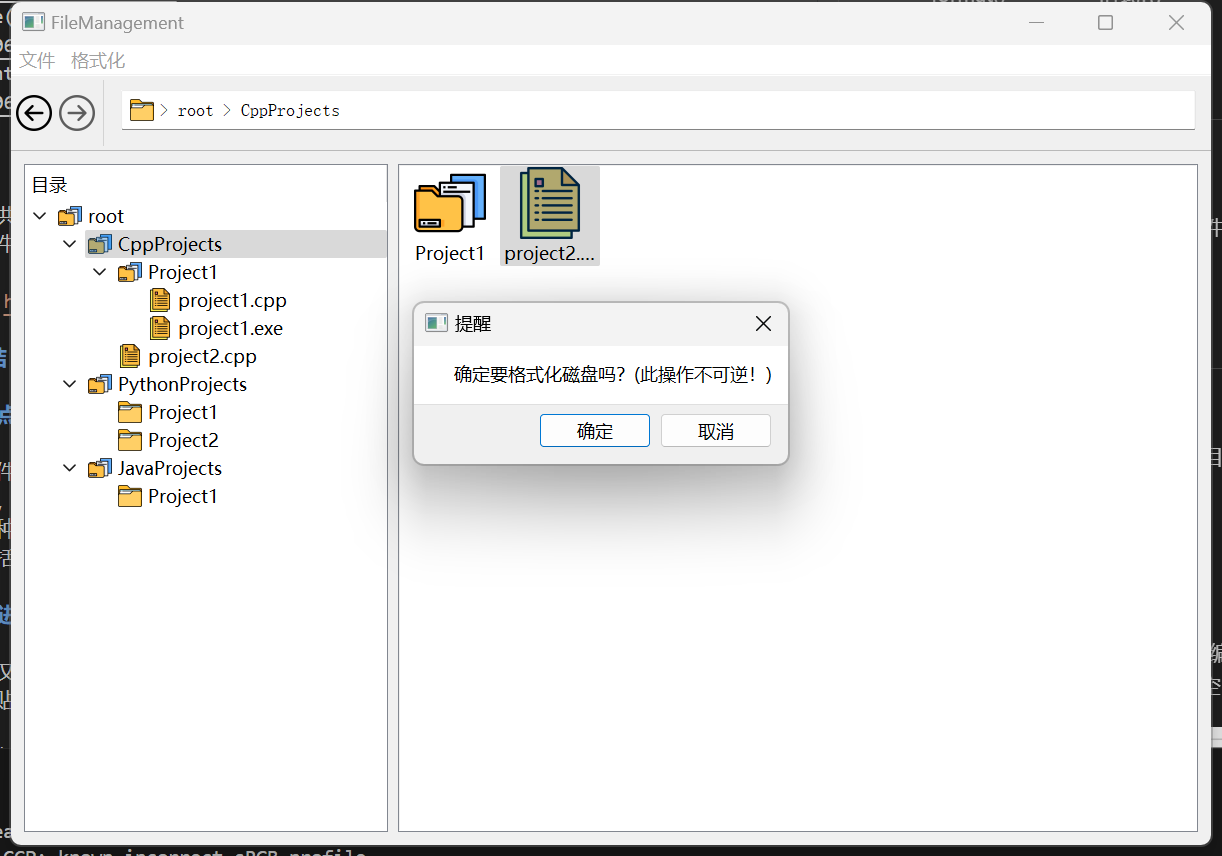 FileManagement
文件 格式化
root CppProjects
目录
root
CppProjects
Project1
project1.cpp
project1.exe
project2.cpp
PythonProjects
Project1
Project2
JavaProjects
Project1
Project1 project2....
提醒
确定要格式化磁盘吗？(此操作不可逆！)
确定 取消